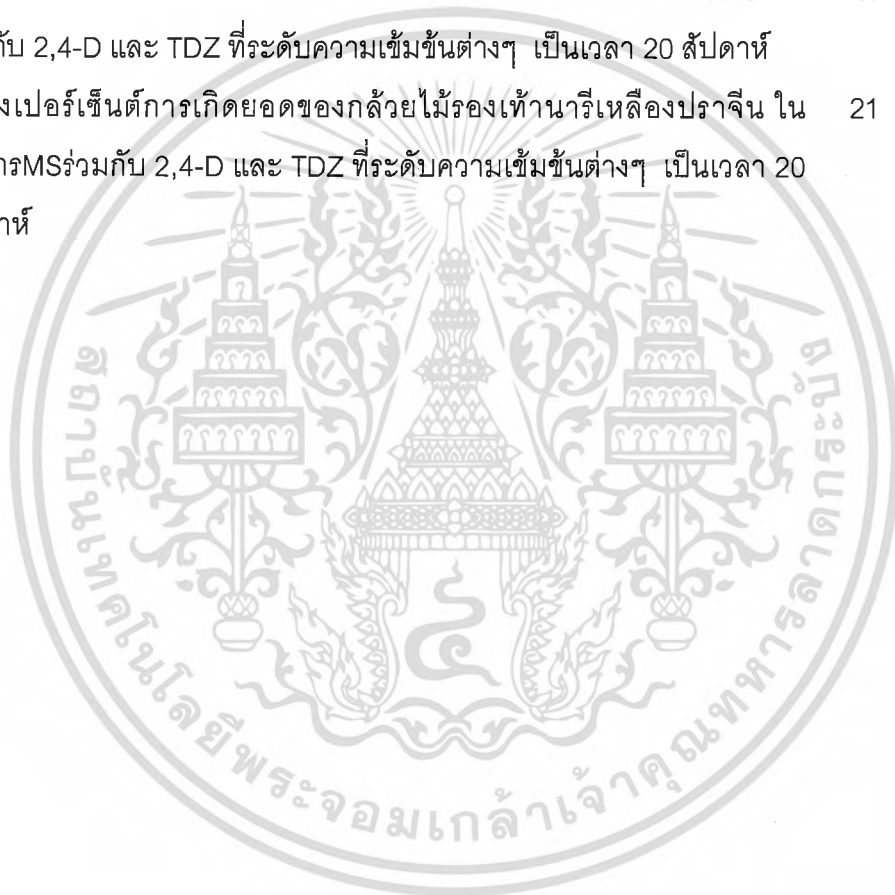 กับ 2,4-D และ TDZ ที่ระดับความเข้มข้นต่างๆ เป็นเวลา 20 สัปดาห์
งเปอร์เซ็นต์การเกิดยอดของกล้วยไม้รองเท้านารีเหลืองปราจีน ใน 21
ารMSร่วมกับ 2,4-D และ TDZ ที่ระดับความเข้มข้นต่างๆ เป็นเวลา 20
าห์
สถาบันเทคโนโลยีพระจอมเกล้าเจ้าคุณทหารลาดกระบัง
๔